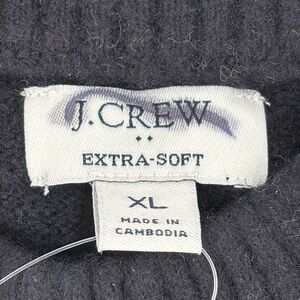 J.CREW
EXTRA-SOFT
XL
MADE IN
CAMBODIA